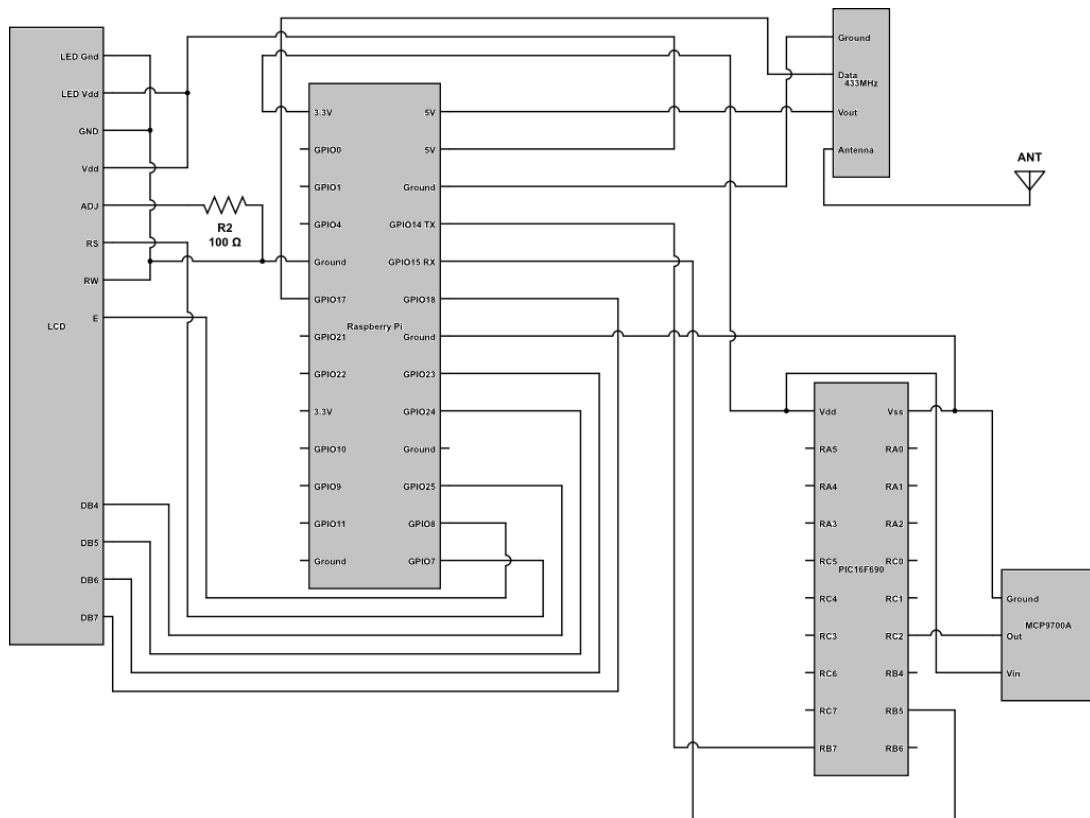 LED Gnd
LED Vdd
GND
Vdd
ADJ
RS
RW
E
LCD
DB4
DB5
DB6
DB7
R2
100 Ω
3.3V
GPIO0
GPIO1
GPIO4
Ground
GPIO17
GPIO21
GPIO22
3.3V
GPIO10
GPIO9
GPIO11
Ground
Raspberry Pi
5V
5V
Ground
GPIO14 TX
GPIO15 RX
GPIO18
Ground
GPIO23
GPIO24
Ground
GPIO25
GPIO8
GPIO7
Ground
Data
433MHz
Vout
Antenna
ANT
Vdd
RA5
RA4
RA3
RC5
RC4
RC3
RC6
RC7
RB7
PIC16F690
Vss
RA0
RA1
RA2
RC0
RC1
RC2
RB4
RB5
RB6
Ground
MCP9700A
Out
Vin